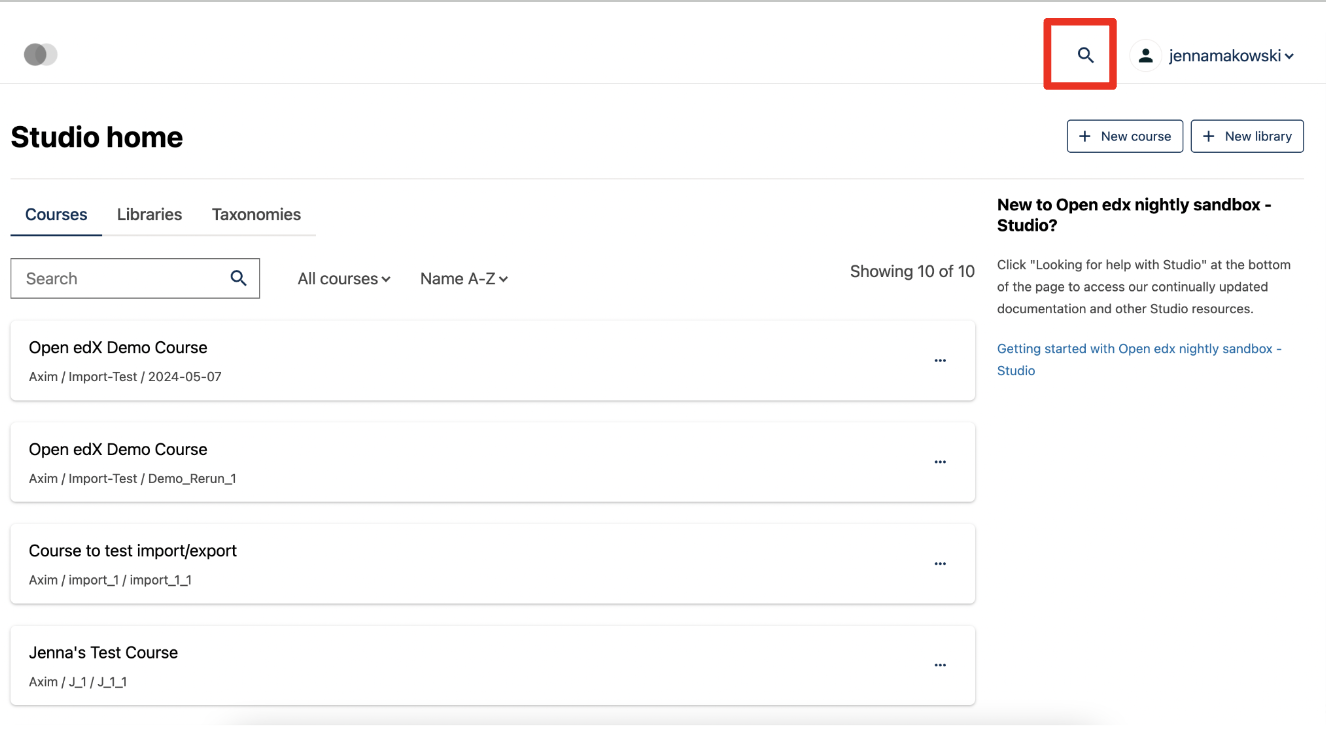 jennamakowski
Studio home
+ New course
+ New library
Courses Libraries Taxonomies
Search
All courses
Name A-Z
Showing 10 of 10
Open edX Demo Course
Axim / Import-Test / 2024-05-07
Open edX Demo Course
Axim / Import-Test / Demo_Rerun_1
Course to test import/export
Axim / import_1 / import_1_1
Jenna's Test Course
Axim / J_1 / J_1_1
New to Open edx nightly sandbox -
Studio?
Click "Looking for help with Studio" at the bottom
of the page to access our continually updated
documentation and other Studio resources.
Getting started with Open edx nightly sandbox -
Studio